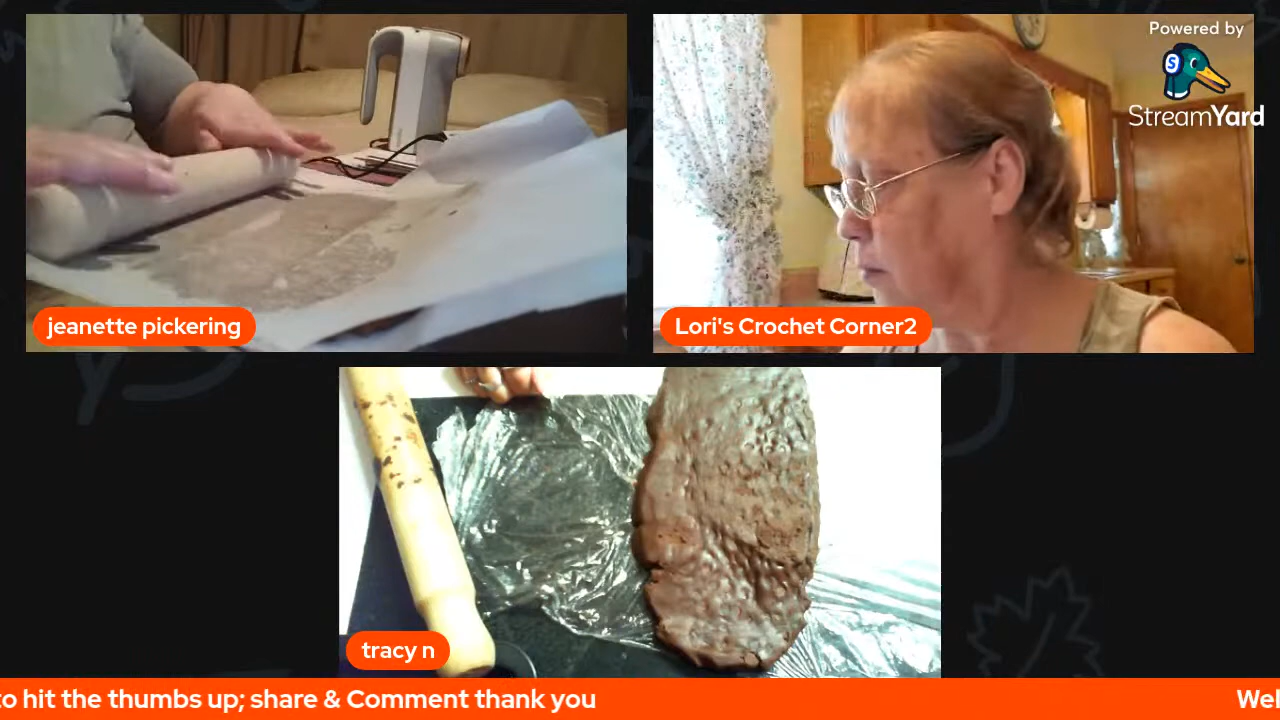 Powered by
StreamYard
jeanette pickering
Lori's Crochet Corner2
tracy n
to hit the thumbs up; share & Comment thank you
Wel